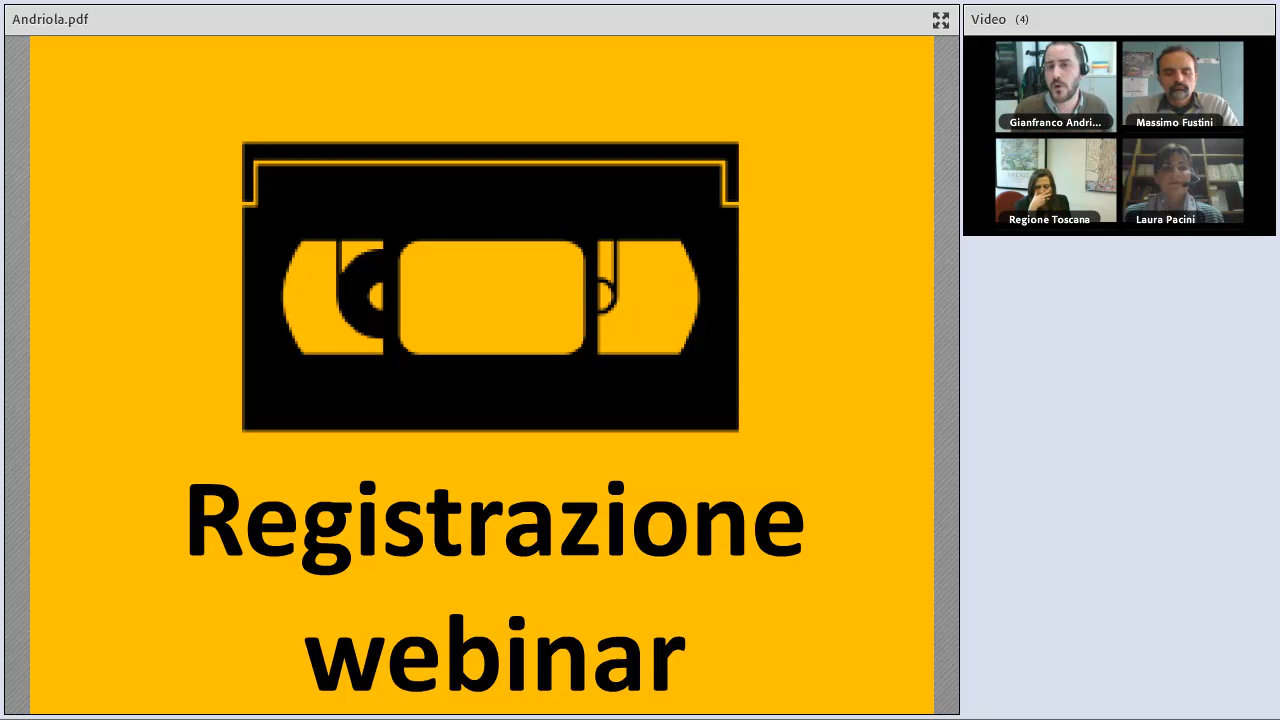 Andriola.pdf
Video (4)
Gianfranco Andri...
Massimo Fustini
Regione Toscana
Laura Pacini
Registrazione
webinar